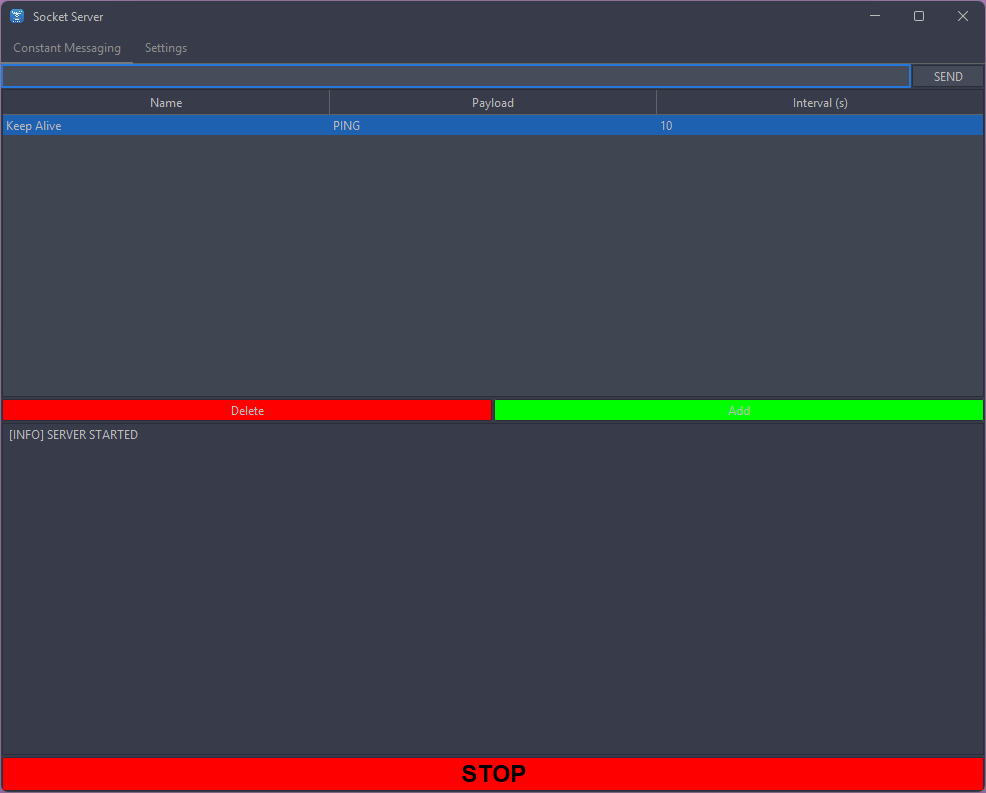 Socket Server
Constant Messaging Settings
SEND
Name Payload Interval (s)
Keep Alive PING 10
Delete Add
[INFO] SERVER STARTED
STOP